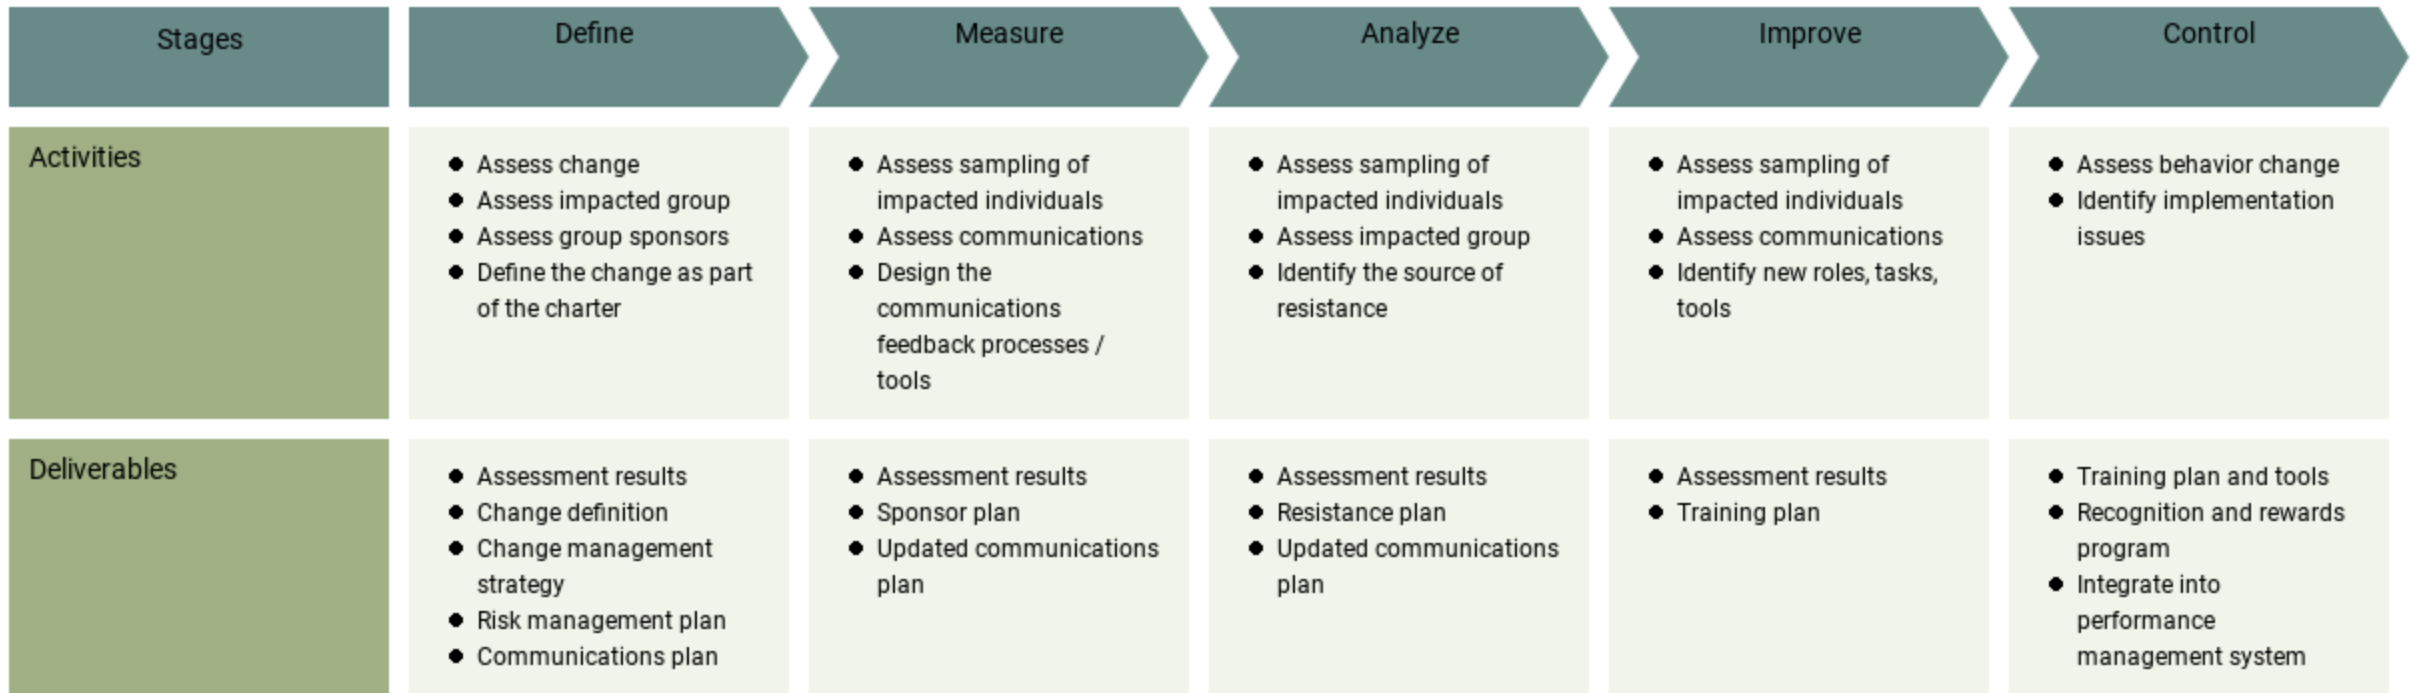 Stages
Define
Measure
Analyze
Improve
Control
Activities
● Assess change
● Assess impacted group
● Assess group sponsors
● Define the change as part
of the charter
● Assess sampling of
impacted individuals
● Assess communications
● Design the
communications
feedback processes /
tools
● Assess sampling of
impacted individuals
● Assess impacted group
● Identify the source of
resistance
● Assess sampling of
impacted individuals
● Assess communications
● Identify new roles, tasks,
tools
● Assess behavior change
● Identify implementation
issues
Deliverables
● Assessment results
● Change definition
● Change management
strategy
● Risk management plan
● Communications plan
● Assessment results
● Sponsor plan
● Updated communications
plan
● Assessment results
● Resistance plan
● Updated communications
plan
● Assessment results
● Training plan
● Training plan and tools
● Recognition and rewards
program
● Integrate into
performance
management system